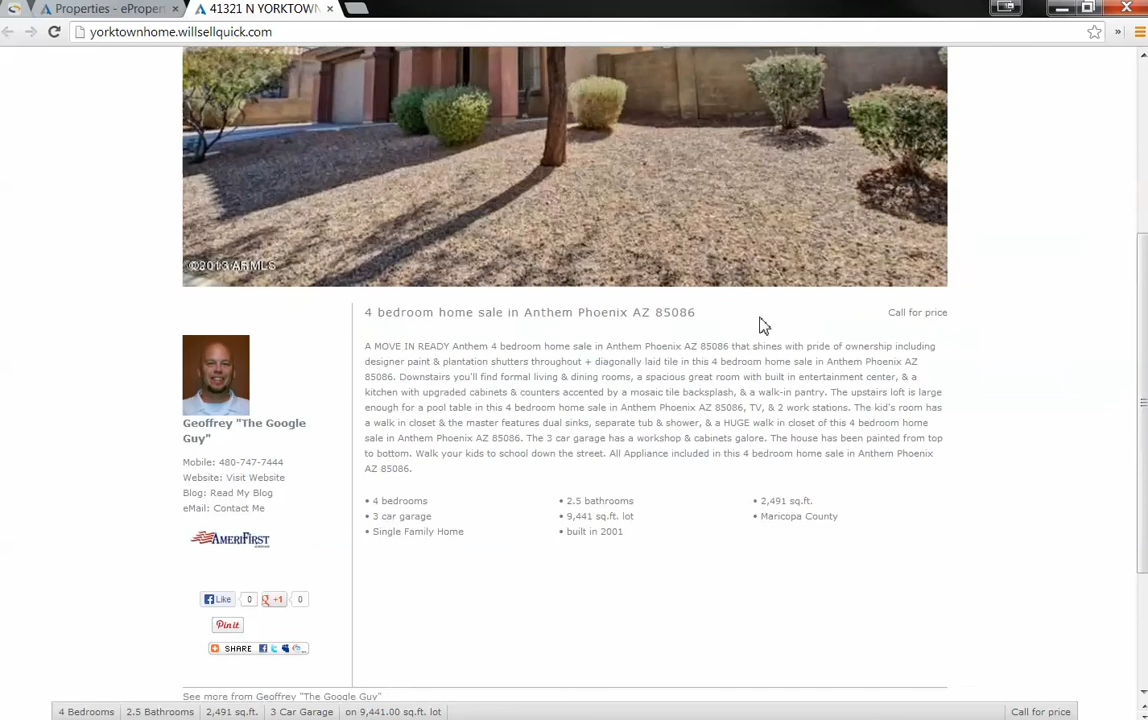 Properties - eProper
41321 N YORKTOWN
yorktownhome.willsellquick.com
©2013 ARMLS
4 bedroom home sale in Anthem Phoenix AZ 85086
Call for price
A MOVE IN READY Anthem 4 bedroom home sale in Anthem Phoenix AZ 85086 that shines with pride of ownership including
designer paint & plantation shutters throughout + diagonally laid tile in this 4 bedroom home sale in Anthem Phoenix AZ
85086. Downstairs you'll find formal living & dining rooms, a spacious great room with built in entertainment center, & a
kitchen with upgraded cabinets & counters accented by a mosaic tile backsplash, & a walk-in pantry. The upstairs loft is large
enough for a pool table in this 4 bedroom home sale in Anthem Phoenix AZ 85086, TV, & 2 work stations. The kid's room has
a walk in closet & the master features dual sinks, separate tub & shower, & a HUGE walk in closet of this 4 bedroom home
sale in Anthem Phoenix AZ 85086. The 3 car garage has a workshop & cabinets galore. The house has been painted from top
to bottom. Walk your kids to school down the street. All Appliance included in this 4 bedroom home sale in Anthem Phoenix
AZ 85086.
• 4 bedrooms • 2.5 bathrooms • 2,491 sq.ft.
• 3 car garage • 9,441 sq.ft. lot • Maricopa County
• Single Family Home • built in 2001
Geoffrey "The Google
Guy"
Mobile: 480-747-7444
Website: Visit Website
Blog: Read My Blog
eMail: Contact Me
AMERIFIRST
Like 0 +1 0
Pin it
SHARE
See more from Geoffrey "The Google Guy"
4 Bedrooms 2.5 Bathrooms 2,491 sq.ft. 3 Car Garage on 9,441.00 sq.ft. lot Call for price